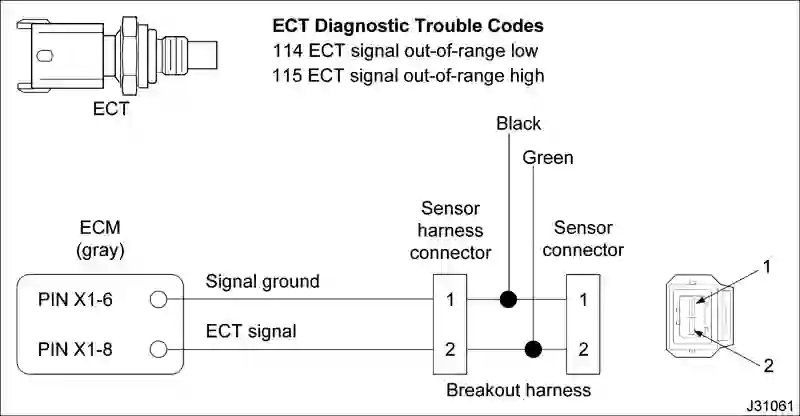 ECT Diagnostic Trouble Codes
114 ECT signal out-of-range low
115 ECT signal out-of-range high
ECT
Black
Green
ECM
(gray)
Sensor
harness
connector
Sensor
connector
PIN X1-6
Signal ground
1
1
PIN X1-8
ECT signal
2
2
1
2
Breakout harness
J31061